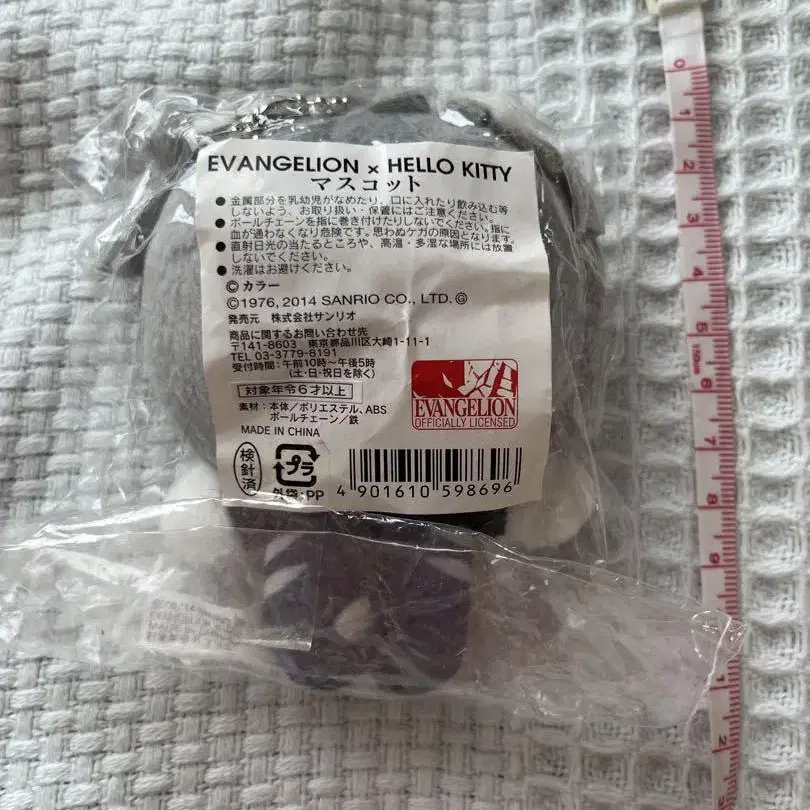 EVANGELION × HELLO KITTY
マスコット
● 金属部分を乳幼児がなめたり、口に入れたり飲み込む等
しないよう、お取り扱い・保管にはご注意ください。
● ボールチェーンを指に巻き付けたりしないでください。指に
血が通わなくなり危険です。思わぬケガの原因となります。
● 直射日光の当たるところや、高温・多湿な場所には放置
しないでください。
● 洗濯はお避けください。
© カラー
©1976, 2014 SANRIO CO., LTD. Ⓖ
発売元 株式会社サンリオ
商品に関するお問い合わせ先
〒141-8603 東京都品川区大崎1-11-1
TEL 03-3779-8191
受付時間：午前10時～午後5時
(土・日・祝日を除く)
対象年令6才以上
素材：本体／ポリエステル、ABS
ボールチェーン／鉄
MADE IN CHINA
EVANGELION
OFFICIALLY LICENSED
検針済
プラ
外袋:PP
4 901610 598696
0
1
2
3
4
5
6
7
8
9